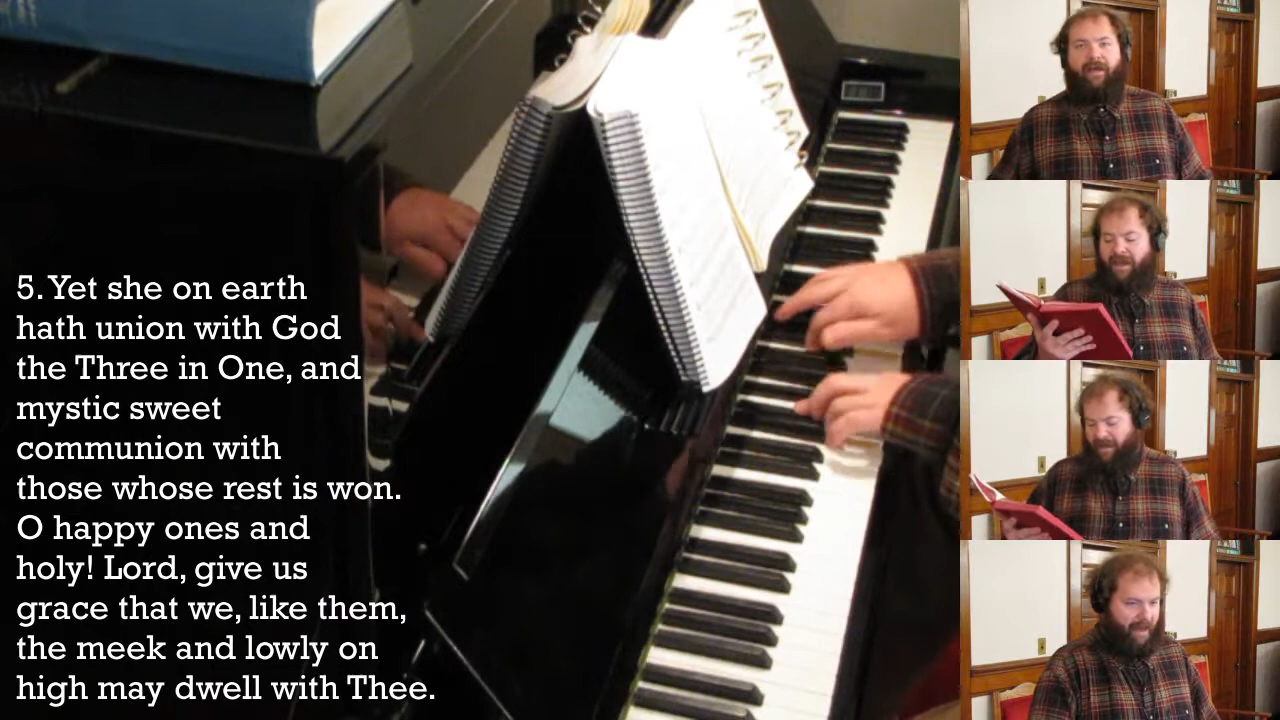 5. Yet she on earth
hath union with God
the Three in One, and
mystic sweet
communion with
those whose rest is won.
O happy ones and
holy! Lord, give us
grace that we, like them,
the meek and lowly on
high may dwell with Thee.